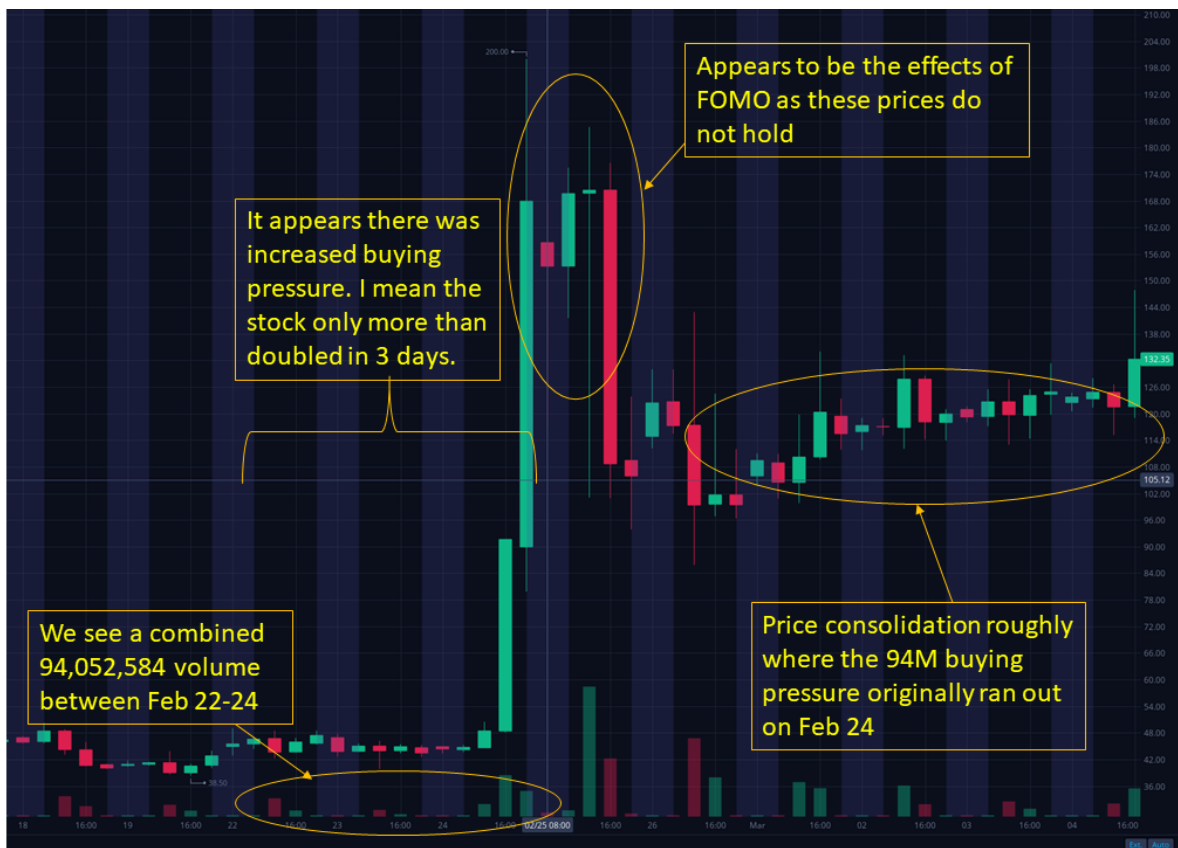 210.00
204.00
200.00
198.00
192.00
186.00
180.00
174.00
168.00
162.00
156.00
150.00
144.00
138.00
132.35
126.00
120.00
114.00
108.00
105.12
102.00
96.00
90.00
84.00
78.00
72.00
66.00
60.00
54.00
48.00
42.00
36.00
Appears to be the effects of
FOMO as these prices do
not hold
It appears there was
increased buying
pressure. I mean the
stock only more than
doubled in 3 days.
We see a combined
94,052,584 volume
between Feb 22-24
Price consolidation roughly
where the 94M buying
pressure originally ran out
on Feb 24
38.50
18 16:00 19 16:00 22 16:00 23 16:00 24 16:00 02/25 08:00 16:00 26 16:00 Mar 16:00 02 16:00 03 16:00 04 16:00
Ext Auto